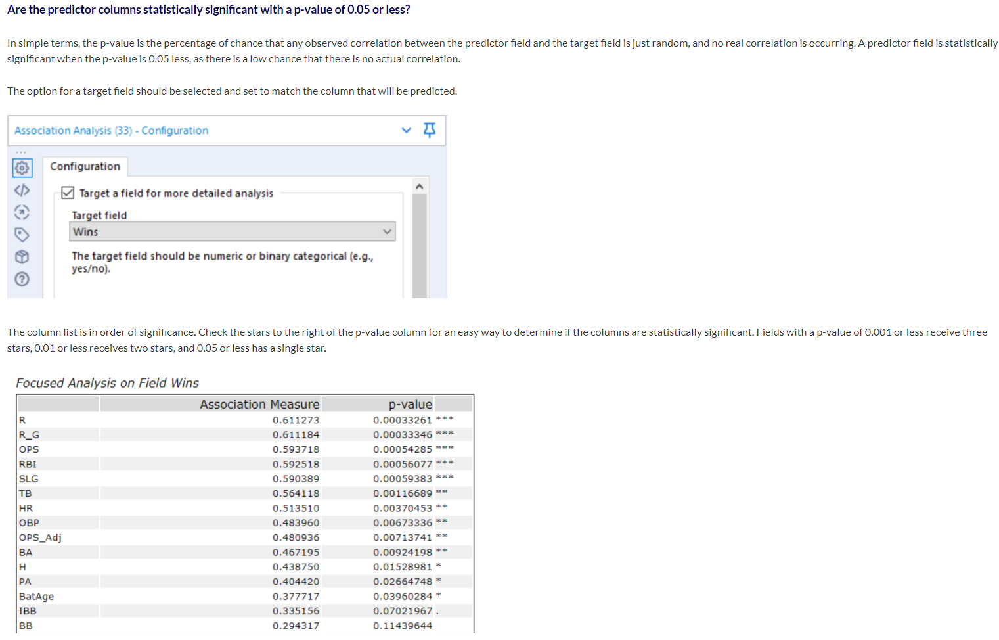 Are the predictor columns statistically significant with a p-value of 0.05 or less?
In simple terms, the p-value is the percentage of chance that any observed correlation between the predictor field and the target field is just random, and no real correlation is occurring. A predictor field is statistically
significant when the p-value is 0.05 less, as there is a low chance that there is no actual correlation.
The option for a target field should be selected and set to match the column that will be predicted.
Association Analysis (33) - Configuration
Configuration
Target a field for more detailed analysis
Target field
Wins
The target field should be numeric or binary categorical (e.g.,
yes/no).
The column list is in order of significance. Check the stars to the right of the p-value column for an easy way to determine if the columns are statistically significant. Fields with a p-value of 0.001 or less receive three
stars, 0.01 or less receives two stars, and 0.05 or less has a single star.
Focused Analysis on Field Wins
Association Measure p-value
R 0.611273 0.00033261 ***
R_G 0.611184 0.00033346 ***
OPS 0.593718 0.00054285 ***
RBI 0.592518 0.00056077 ***
SLG 0.590389 0.00059383 ***
TB 0.564118 0.00116689 **
HR 0.513510 0.00370453 **
OBP 0.483960 0.00673336 **
OPS_Adj 0.480936 0.00713741 **
BA 0.467195 0.00924198 **
H 0.438750 0.01528981 *
PA 0.404420 0.02664748 *
BatAge 0.377717 0.03960284 *
IBB 0.335156 0.07021967 .
BB 0.294317 0.11439644